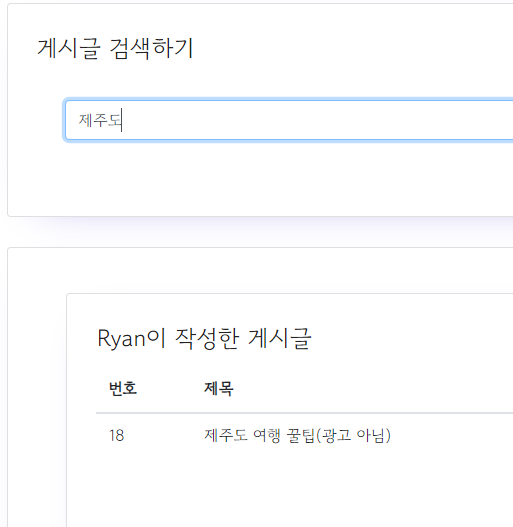 게시글 검색하기
제주도
Ryan이 작성한 게시글
번호 제목
18 제주도 여행 꿀팁(광고 아님)